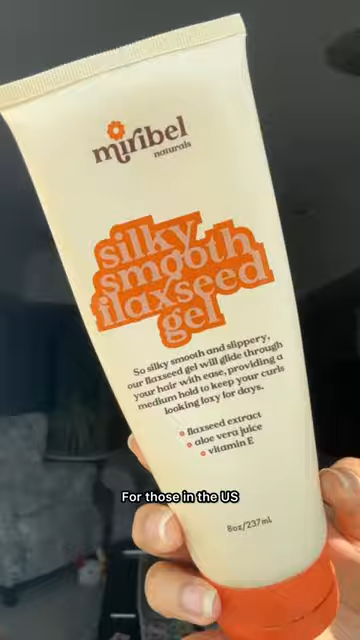 miribel
naturals
silky
smooth
flaxseed
gel
So silky smooth and slippery,
our flaxseed gel will glide through
your hair with ease, providing a
medium hold to keep your curls
looking foxy for days.
flaxseed extract
aloe vera juice
vitamin E
For those in the US
8oz/237mL